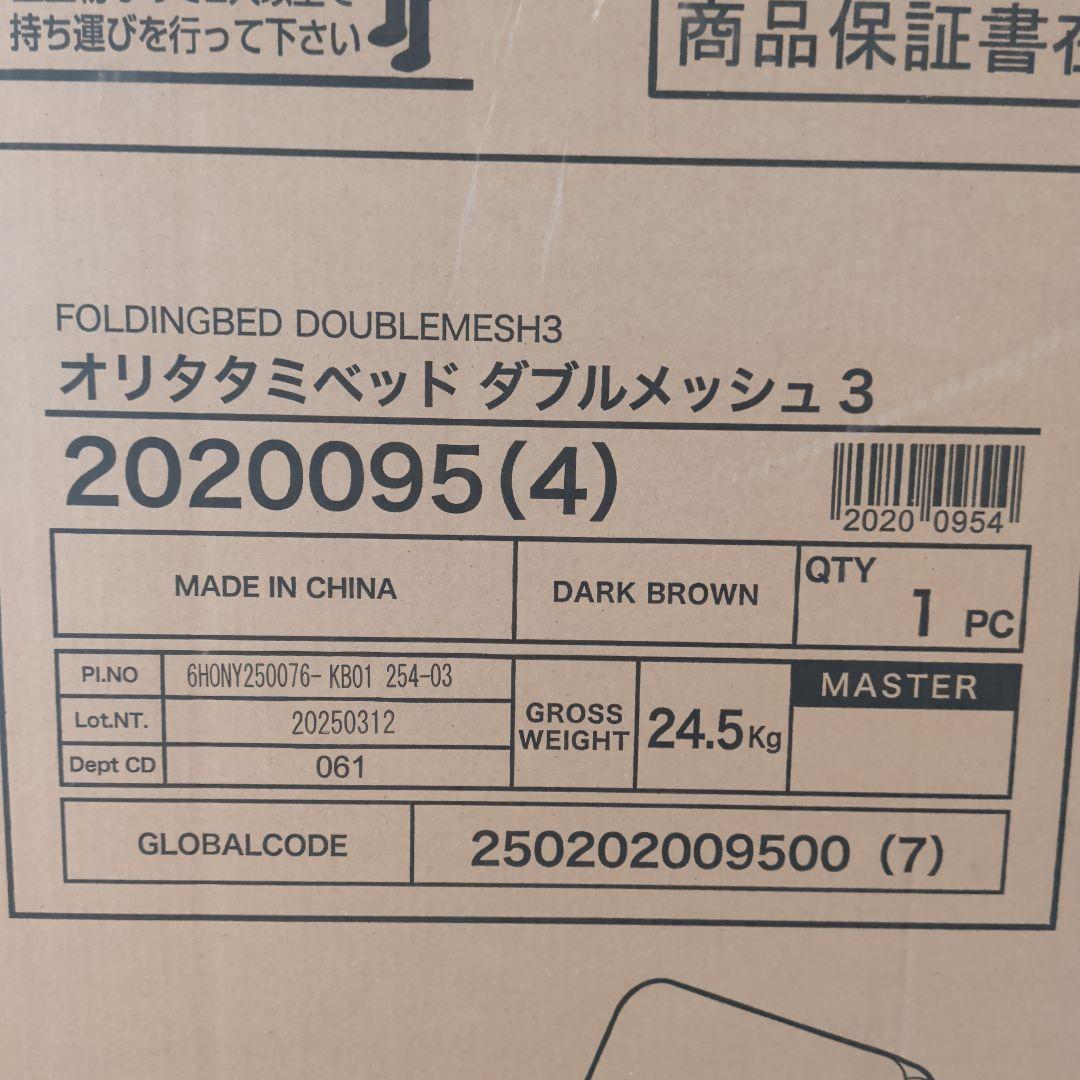 持ち運びを行って下さい
商品保証書在
FOLDINGBED DOUBLEMESH3
オリタタミベッド ダブルメッシュ3
2020095(4)
2020 0954
MADE IN CHINA
DARK BROWN
QTY
1 PC
PI.NO
6HONY250076-KB01 254-03
Lot.NT.
20250312
Dept CD
061
GROSS
WEIGHT
24.5Kg
MASTER
GLOBALCODE
250202009500 (7)